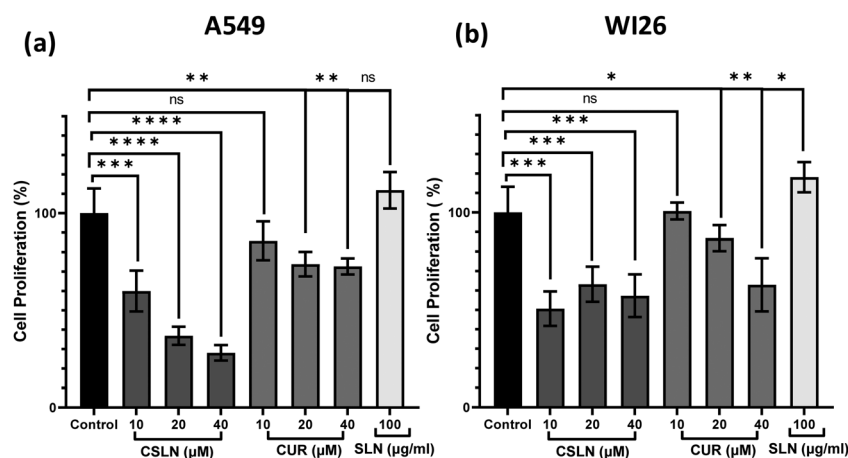 A549
(a)
** ** ns
ns
****
****
***
Cell Proliferation (%)
100
0
Control 10 20 40 10 20 40 100
CSLN (μM) CUR (μM) SLN (μg/ml)
WI26
(b)
* ** *
ns
***
***
***
Cell Proliferation ( %)
100
0
Control 10 20 40 10 20 40 100
CSLN (μM) CUR (μM) SLN (μg/ml)